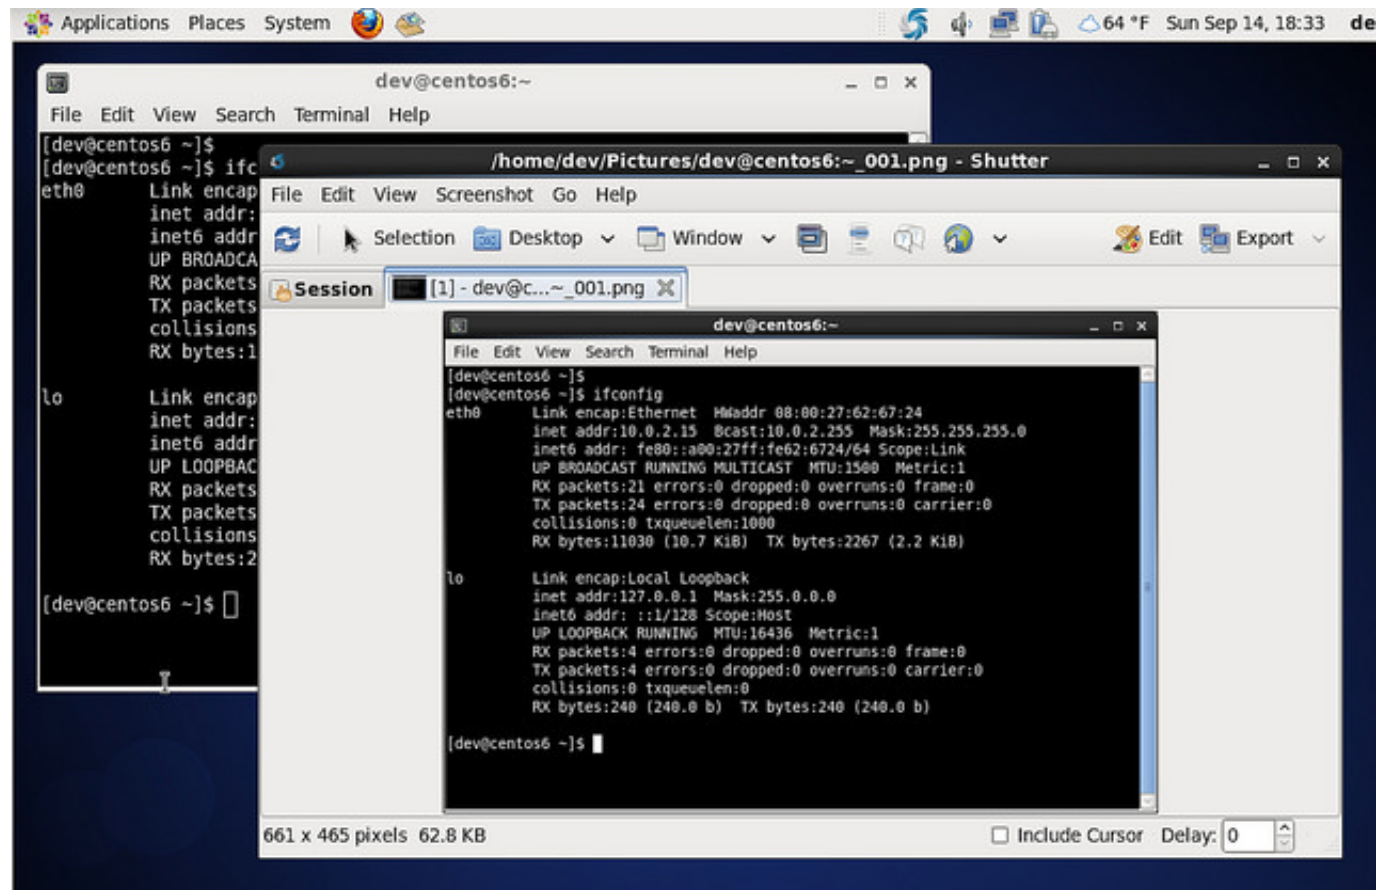 Applications Places System 64 °F Sun Sep 14, 18:33 de
dev@centos6:~
File Edit View Search Terminal Help
[dev@centos6 ~]$
[dev@centos6 ~]$ ifc
eth0 Link encap
inet addr:
inet6 addr
UP BROADCA
RX packets
TX packets
collisions
RX bytes:1
lo Link encap
inet addr:
inet6 addr
UP LOOPBAC
RX packets
TX packets
collisions
RX bytes:2
[dev@centos6 ~]$
/home/dev/Pictures/dev@centos6:~_001.png - Shutter
File Edit View Screenshot Go Help
Selection Desktop Window Edit Export
Session [1] - dev@c...~_001.png
dev@centos6:~
File Edit View Search Terminal Help
[dev@centos6 ~]$
[dev@centos6 ~]$ ifconfig
eth0 Link encap:Ethernet HWaddr 08:00:27:62:67:24
inet addr:10.0.2.15 Bcast:10.0.2.255 Mask:255.255.255.0
inet6 addr: fe80::a00:27ff:fe62:6724/64 Scope:Link
UP BROADCAST RUNNING MULTICAST MTU:1500 Metric:1
RX packets:21 errors:0 dropped:0 overruns:0 frame:0
TX packets:24 errors:0 dropped:0 overruns:0 carrier:0
collisions:0 txqueuelen:1000
RX bytes:11030 (10.7 KiB) TX bytes:2267 (2.2 KiB)
lo Link encap:Local Loopback
inet addr:127.0.0.1 Mask:255.0.0.0
inet6 addr: ::1/128 Scope:Host
UP LOOPBACK RUNNING MTU:16436 Metric:1
RX packets:4 errors:0 dropped:0 overruns:0 frame:0
TX packets:4 errors:0 dropped:0 overruns:0 carrier:0
collisions:0 txqueuelen:0
RX bytes:240 (240.0 b) TX bytes:240 (240.0 b)
[dev@centos6 ~]$
661 x 465 pixels 62.8 KB Include Cursor Delay: 0